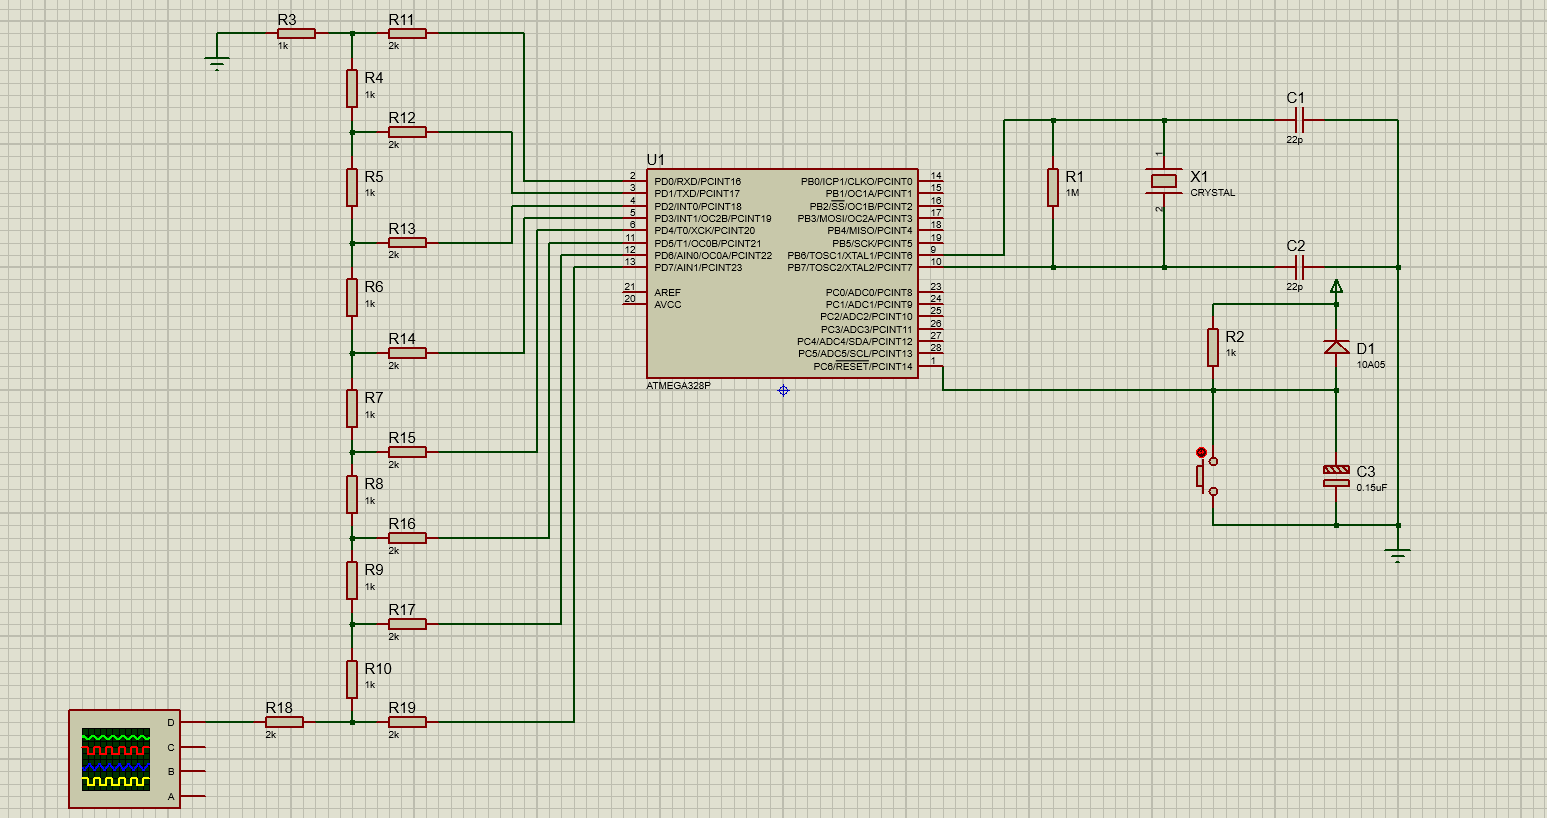 R3
1k
R11
2k
R4
1k
R12
2k
R5
1k
R13
2k
R6
1k
R14
2k
R7
1k
R15
2k
R8
1k
R16
2k
R9
1k
R17
2k
R10
1k
R18
2k
R19
2k
D
C
B
A
U1
2 PD0/RXD/PCINT16
3 PD1/TXD/PCINT17
4 PD2/INT0/PCINT18
5 PD3/INT1/OC2B/PCINT19
6 PD4/T0/XCK/PCINT20
11 PD5/T1/OC0B/PCINT21
12 PD6/AIN0/OC0A/PCINT22
13 PD7/AIN1/PCINT23
21 AREF
20 AVCC
PB0/ICP1/CLKO/PCINT0 14
PB1/OC1A/PCINT1 15
PB2/SS/OC1B/PCINT2 16
PB3/MOSI/OC2A/PCINT3 17
PB4/MISO/PCINT4 18
PB5/SCK/PCINT5 19
PB6/TOSC1/XTAL1/PCINT6 9
PB7/TOSC2/XTAL2/PCINT7 10
PC0/ADC0/PCINT8 23
PC1/ADC1/PCINT9 24
PC2/ADC2/PCINT10 25
PC3/ADC3/PCINT11 26
PC4/ADC4/SDA/PCINT12 27
PC5/ADC5/SCL/PCINT13 28
PC6/RESET/PCINT14 1
ATMEGA328P
R1
1M
1
X1
CRYSTAL
2
C1
22p
C2
22p
R2
1k
D1
10A05
C3
0.15uF